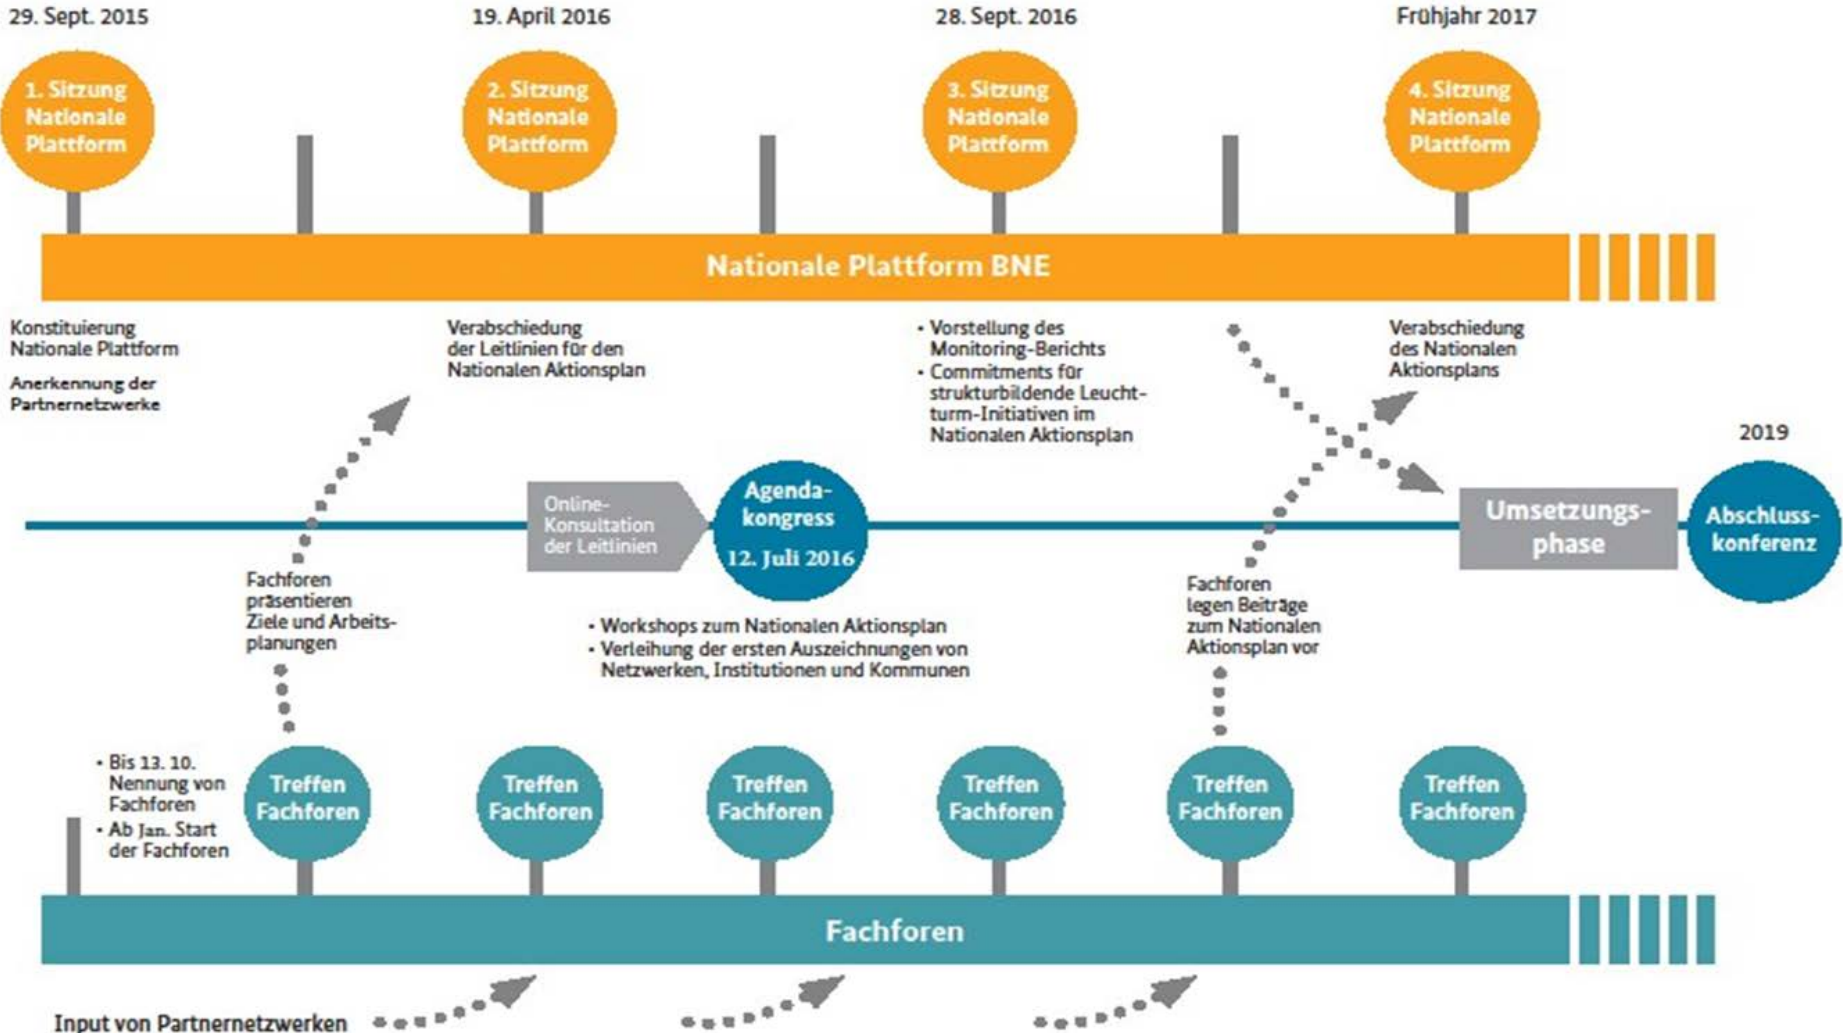 29. Sept. 2015
19. April 2016
28. Sept. 2016
Frühjahr 2017
1. Sitzung
Nationale
Plattform
2. Sitzung
Nationale
Plattform
3. Sitzung
Nationale
Plattform
4. Sitzung
Nationale
Plattform
Nationale Plattform BNE
Konstituierung
Nationale Plattform
Anerkennung der
Partnernetzwerke
Verabschiedung
der Leitlinien für den
Nationalen Aktionsplan
• Vorstellung des
Monitoring-Berichts
• Commitments für
strukturbildende Leucht-
turm-Initiativen im
Nationalen Aktionsplan
Verabschiedung
des Nationalen
Aktionsplans
2019
Online-
Konsultation
der Leitlinien
Agenda-
kongress
12. Juli 2016
Umsetzungs-
phase
Abschluss-
konferenz
Fachforen
präsentieren
Ziele und Arbeits-
planungen
• Workshops zum Nationalen Aktionsplan
• Verleihung der ersten Auszeichnungen von
Netzwerken, Institutionen und Kommunen
Fachforen
legen Beiträge
zum Nationalen
Aktionsplan vor
• Bis 13. 10.
Nennung von
Fachforen
• Ab Jan. Start
der Fachforen
Treffen
Fachforen
Treffen
Fachforen
Treffen
Fachforen
Treffen
Fachforen
Treffen
Fachforen
Treffen
Fachforen
Fachforen
Input von Partnernetzwerken